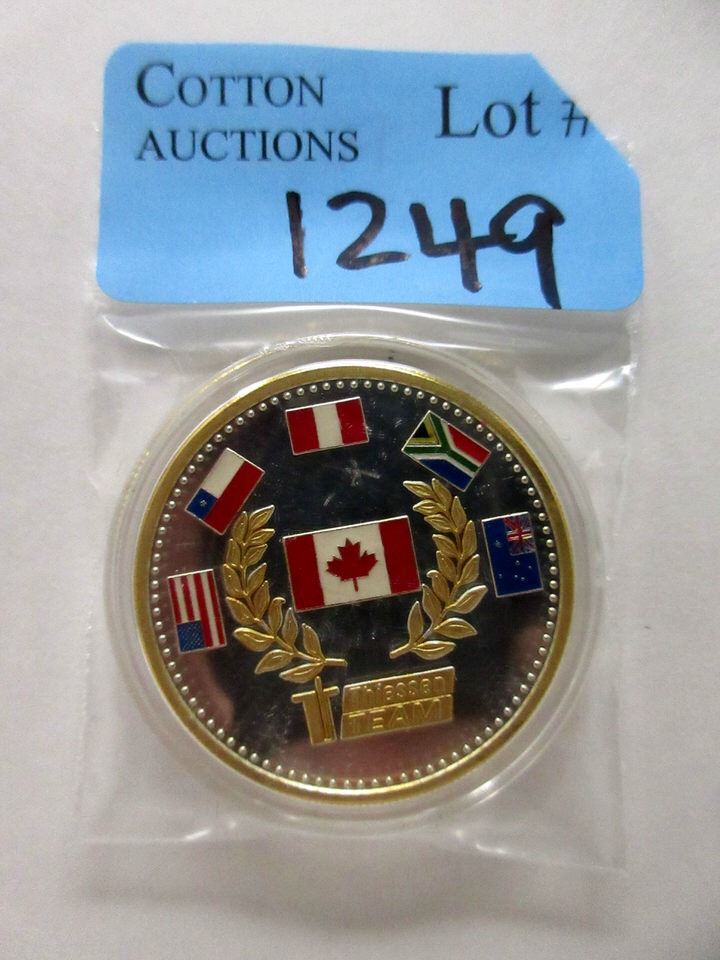 COTTON
AUCTIONS
Lot #
1249
Thiessen
TEAM